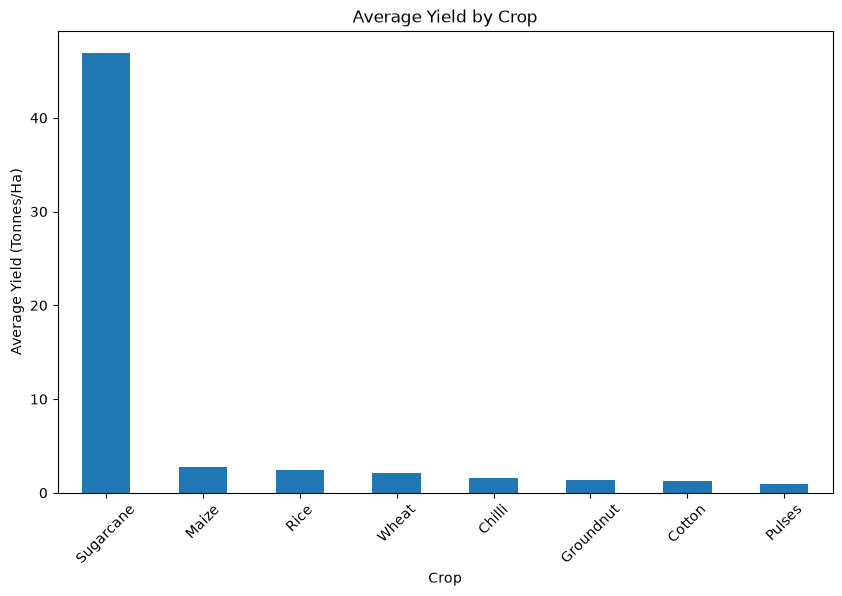 Average Yield by Crop
Average Yield (Tonnes/Ha)
40
30
20
10
0
Sugarcane
Maize
Rice
Wheat
Chilli
Groundnut
Cotton
Pulses
Crop